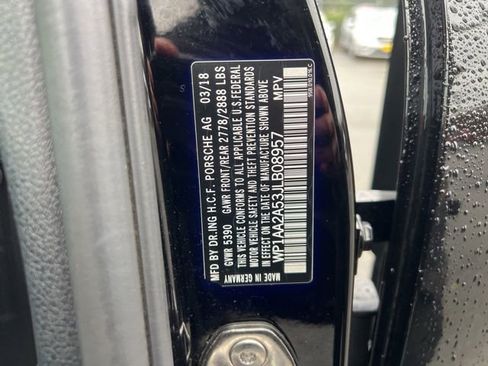 MFD BY DR.ING H.C.F. PORSCHE AG 03/18
GVWR 5390 GAWR FRONT/REAR 2778/2888 LBS
THIS VEHICLE CONFORMS TO ALL APPLICABLE U.S.FEDERAL
MOTOR VEHICLE SAFETY AND THEFT PREVENTION STANDARDS
IN EFFECT ON THE DATE OF MANUFACTURE SHOWN ABOVE
WP1AA2A53JLB08957 MPV
MADE IN GERMANY